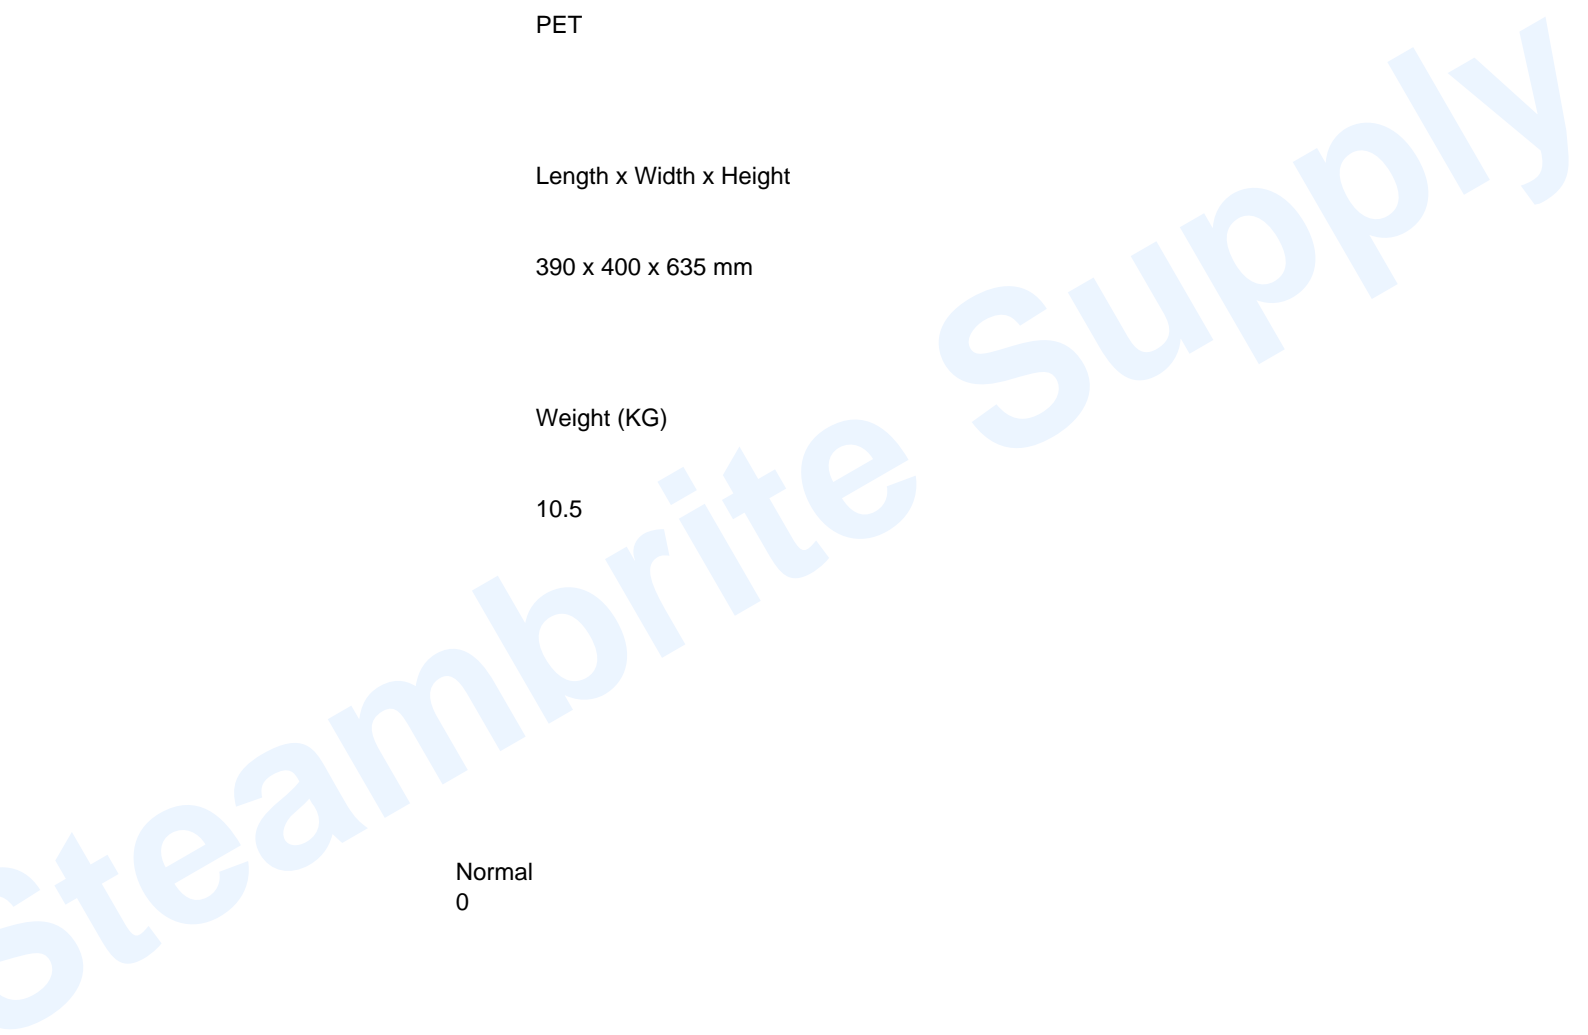 PET
Length x Width x Height
390 x 400 x 635 mm
Weight (KG)
10.5
Normal
0
Steambrite Supply